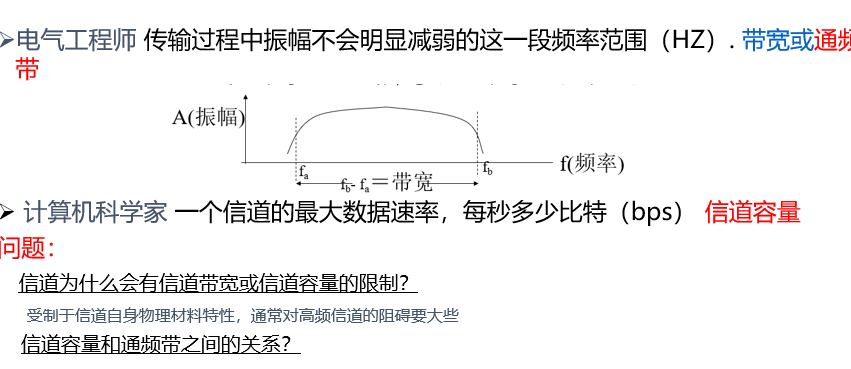 ➢电气工程师 传输过程中振幅不会明显减弱的这一段频率范围（HZ）. 带宽或通频
带
A(振幅)
f(频率)
fa
fb
fb- fa＝带宽
➢ 计算机科学家 一个信道的最大数据速率，每秒多少比特（bps） 信道容量
问题：
信道为什么会有信道带宽或信道容量的限制？
受制于信道自身物理材料特性，通常对高频信道的阻碍要大些
信道容量和通频带之间的关系？